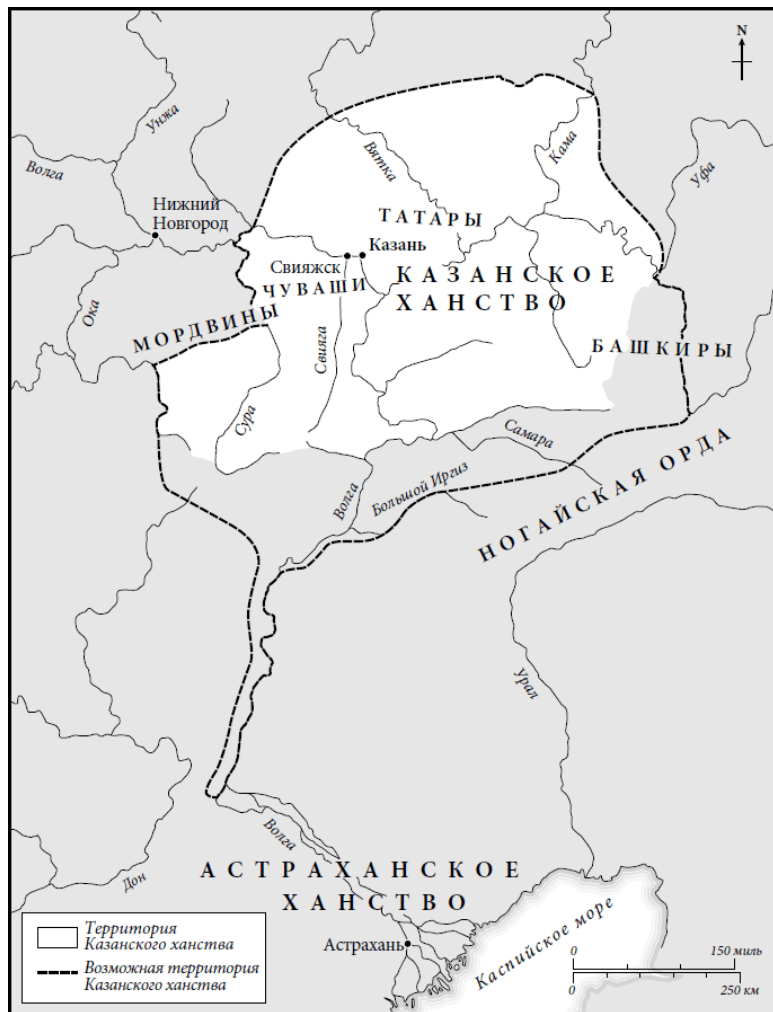 N
Унжа
Волга
Вятка
Кама
Уфа
Нижний
Новгород
ТАТАРЫ
Казань
Свияжск
КАЗАНСКОЕ
ХАНСТВО
ЧУВАШИ
Ока
МОРДВИНЫ
Свияга
БАШКИРЫ
Сура
Самара
Волга
Большой Иргиз
НОГАЙСКАЯ ОРДА
Урал
Волга
Дон
АСТРАХАНСКОЕ
ХАНСТВО
Астрахань
Каспийское море
Территория
Казанского ханства
Возможная территория
Казанского ханства
0 150 миль
0 250 км